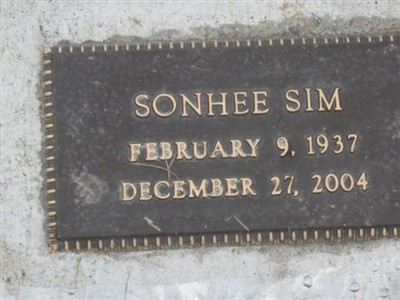 SONHEE SIM
FEBRUARY 9, 1937
DECEMBER 27, 2004